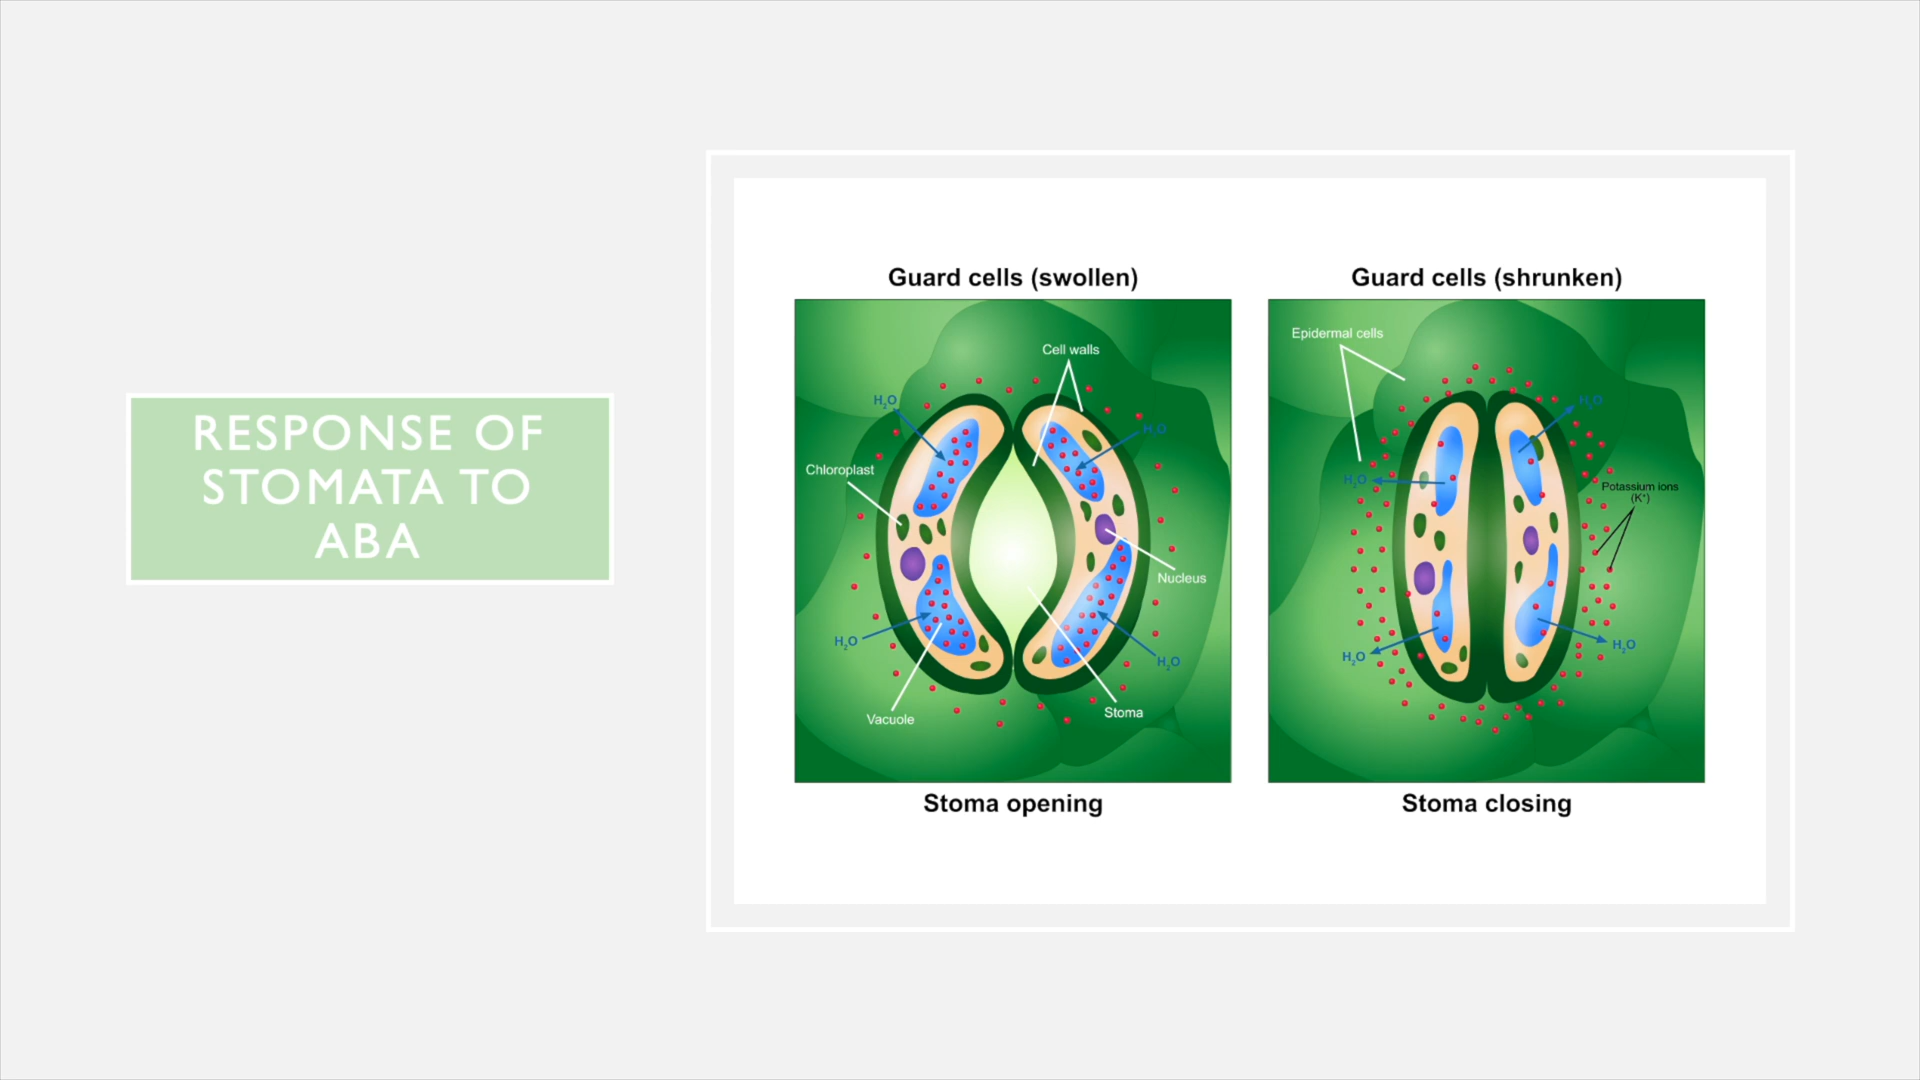 RESPONSE OF
STOMATA TO
ABA
Guard cells (swollen)
Cell walls
H₂O
H₂O
Chloroplast
Nucleus
H₂O
H₂O
Vacuole
Stoma
Stoma opening
Guard cells (shrunken)
Epidermal cells
H₂O
H₂O
Potassium ions
(K⁺)
H₂O
H₂O
Stoma closing